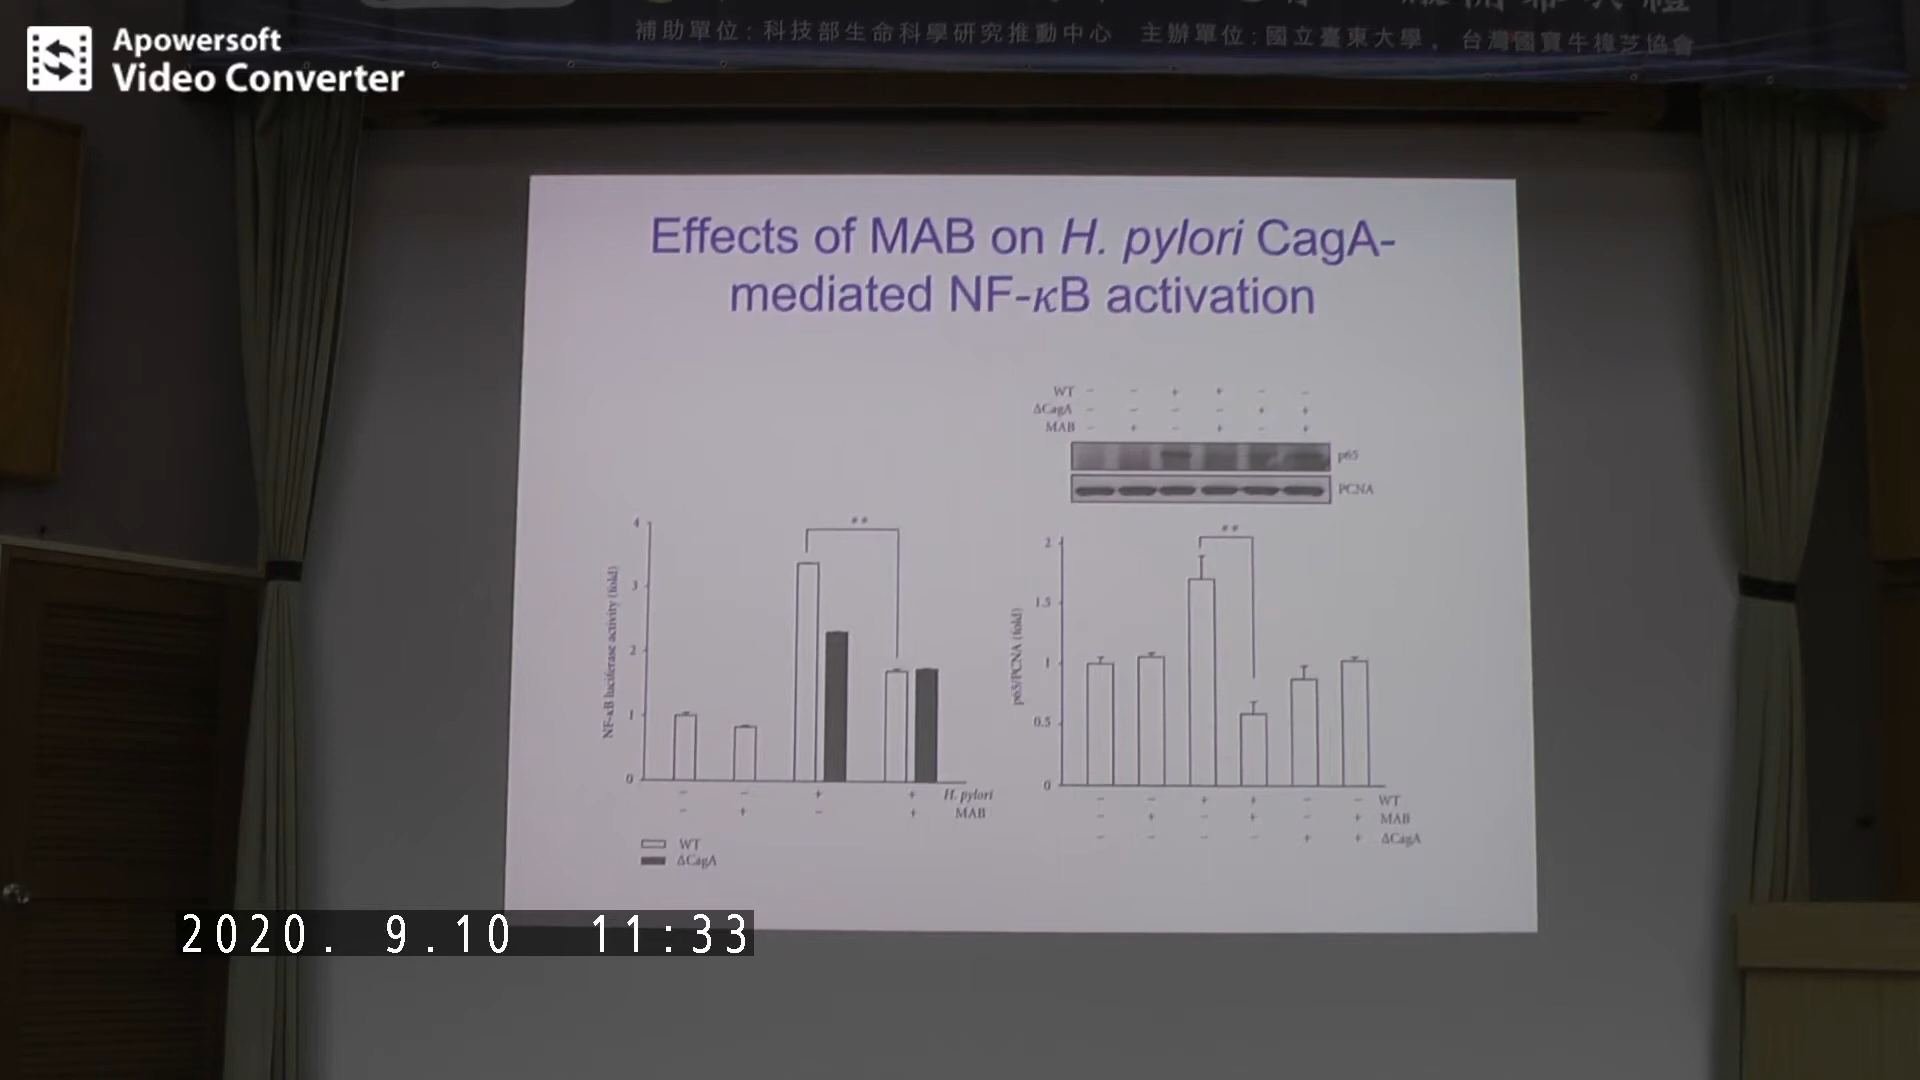 補助單位:科技部生命科學研究推動中心 主辦單位:國立臺東大學, 台灣國寶牛樟芝協會
Apowersoft
Video Converter
Effects of MAB on H. pylori CagA-
mediated NF-κB activation
WT - - + + - -
ΔCagA - - - - + +
MAB - + - + - +
p65
PCNA
**
4
3
2
1
0
NF-κB luciferase activity (fold)
- - + + H. pylori
- + - + MAB
WT
ΔCagA
**
2
1.5
1
0.5
0
p65/PCNA (fold)
- - + + - - WT
- + - + - + MAB
- - - - + + ΔCagA
2020. 9.10 11:33